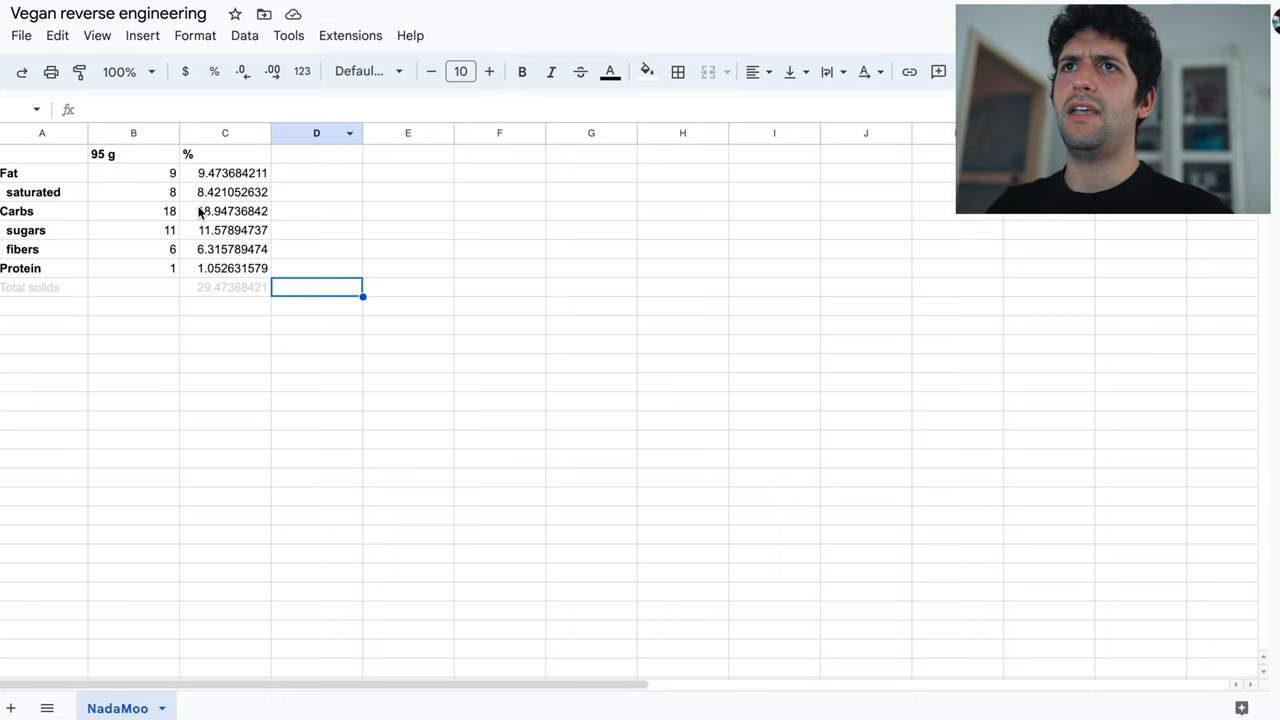 Vegan reverse engineering
File Edit View Insert Format Data Tools Extensions Help
100% $ % .0 .00 123 Defaul... − 10 + B I A A
fx
A B C D E F G H I J
95 g %
Fat 9 9.473684211
saturated 8 8.421052632
Carbs 18 18.94736842
sugars 11 11.57894737
fibers 6 6.315789474
Protein 1 1.052631579
Total solids 29.47368421
NadaMoo